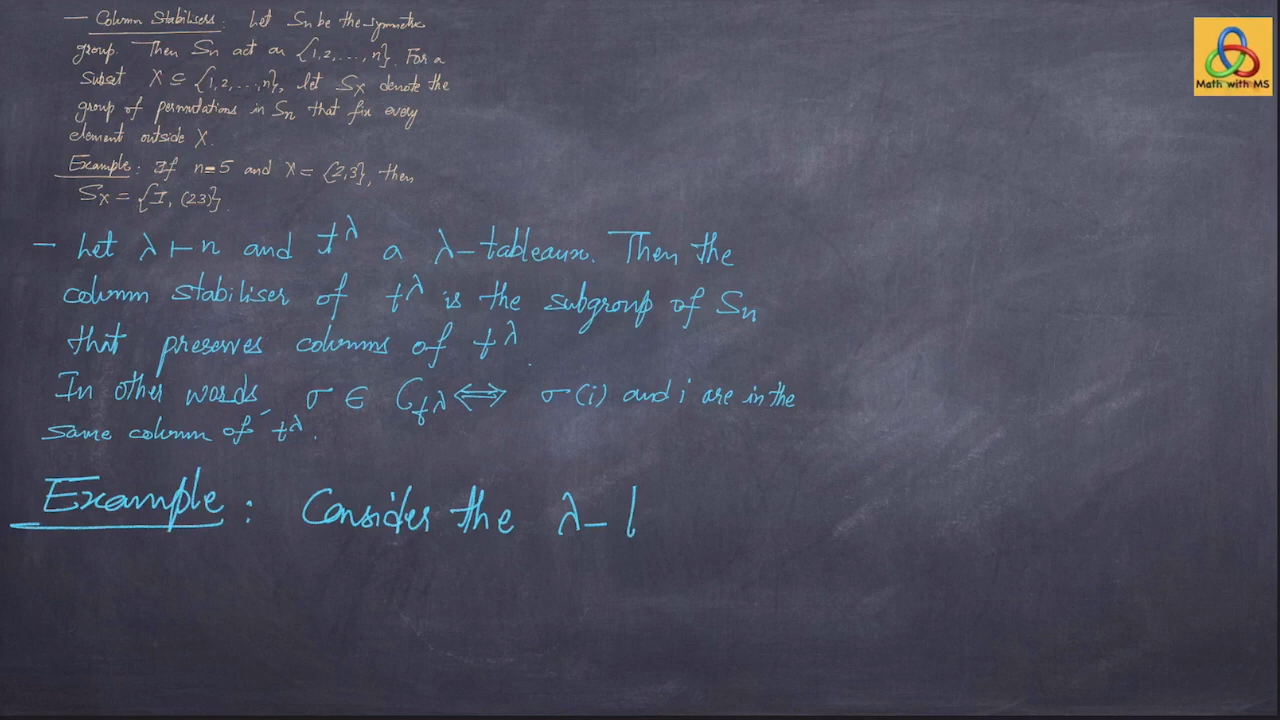 — Column Stabilisers: Let Sn be the symmetric
group. Then Sn act on {1,2,...,n}. For a
subset X ⊆ {1,2,...,n}, let S_X denote the
group of permutations in Sn that fix every
element outside X.
Example: If n=5 and X = {2,3}, then
S_X = {I, (23)}.
— Let λ ⊢ n and t^λ a λ-tableaux. Then the
column stabiliser of t^λ is the subgroup of Sn
that preserves columns of t^λ.
In other words, σ ∈ C_{t^λ} ⟺ σ(i) and i are in the
same column of t^λ.
Example: Consider the λ-
Math with MS